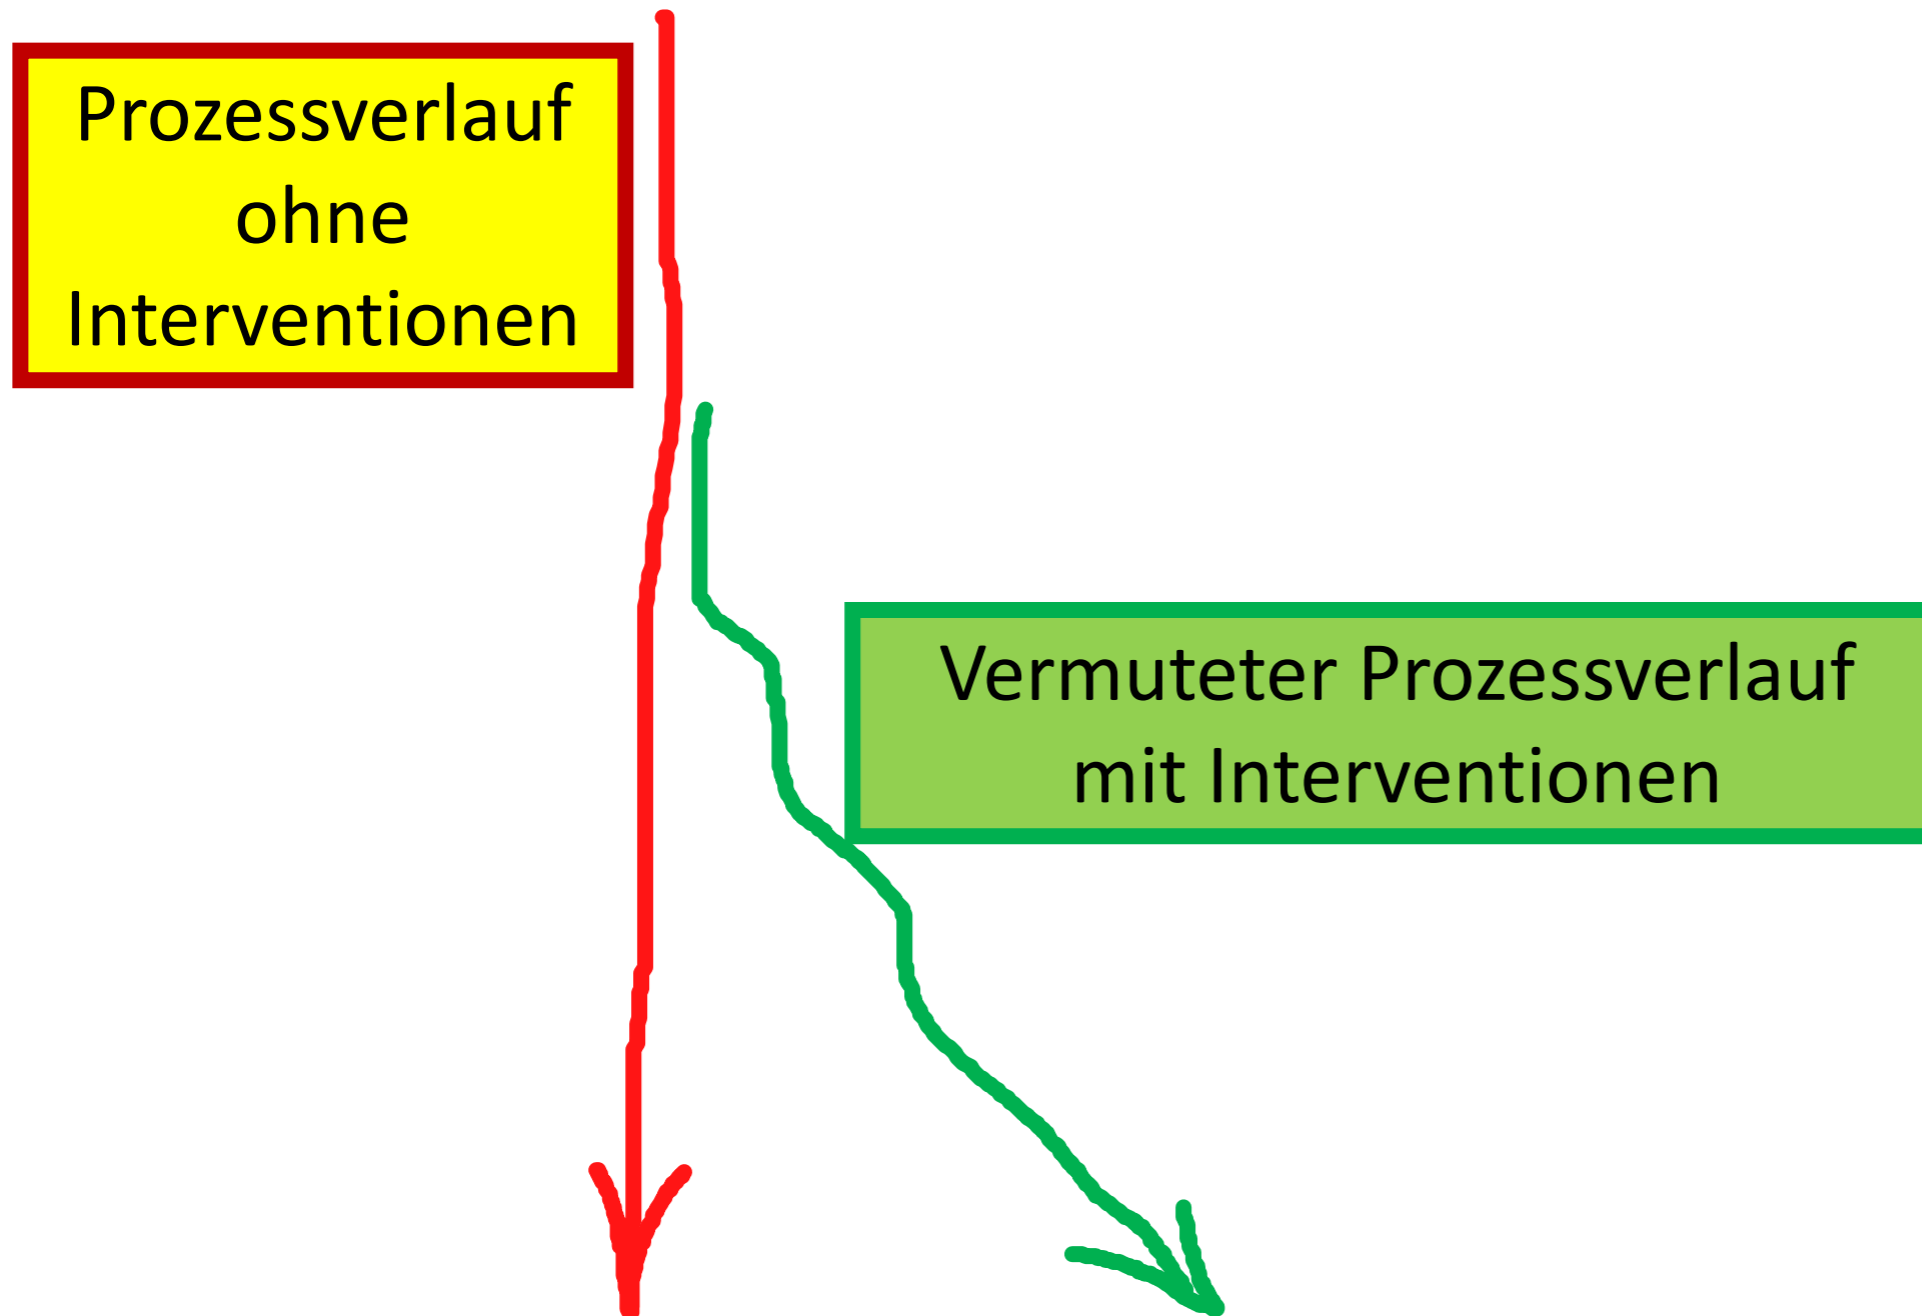 Prozessverlauf
ohne
Interventionen
Vermuteter Prozessverlauf
mit Interventionen